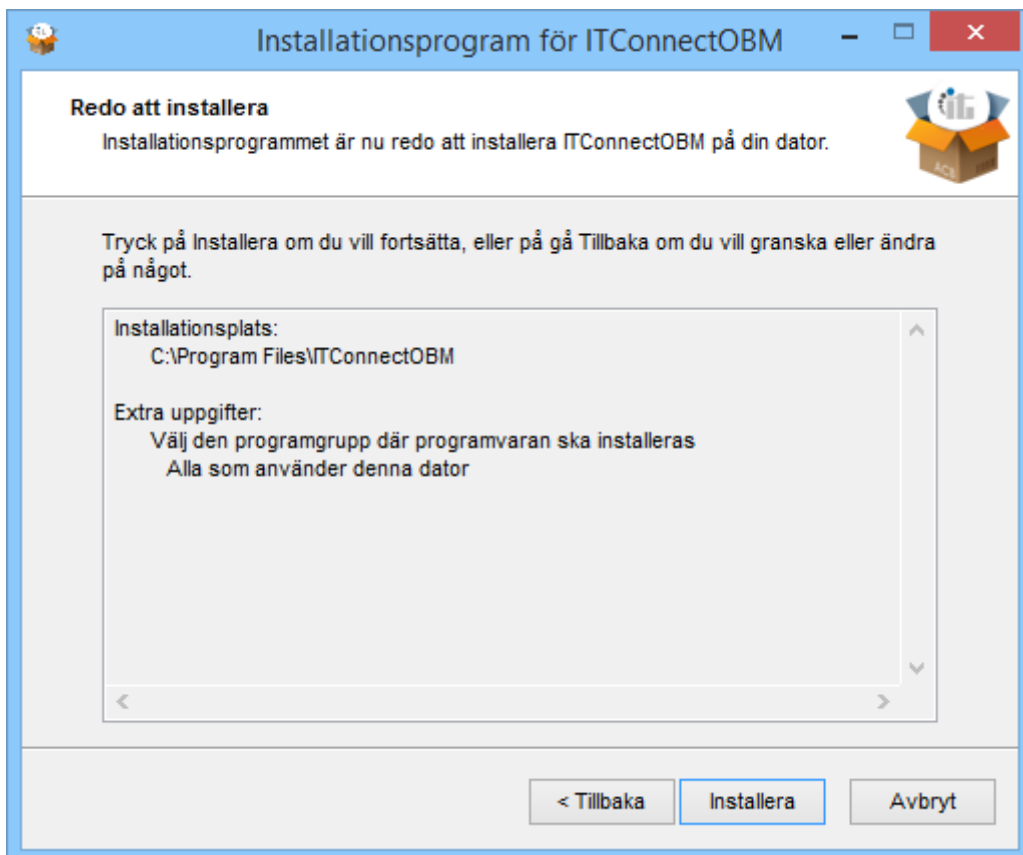 Installationsprogram för ITConnectOBM
Redo att installera
Installationsprogrammet är nu redo att installera ITConnectOBM på din dator.
Tryck på Installera om du vill fortsätta, eller på gå Tillbaka om du vill granska eller ändra
på något.
Installationsplats:
C:\Program Files\ITConnectOBM
Extra uppgifter:
Välj den programgrupp där programvaran ska installeras
Alla som använder denna dator
< Tillbaka
Installera
Avbryt